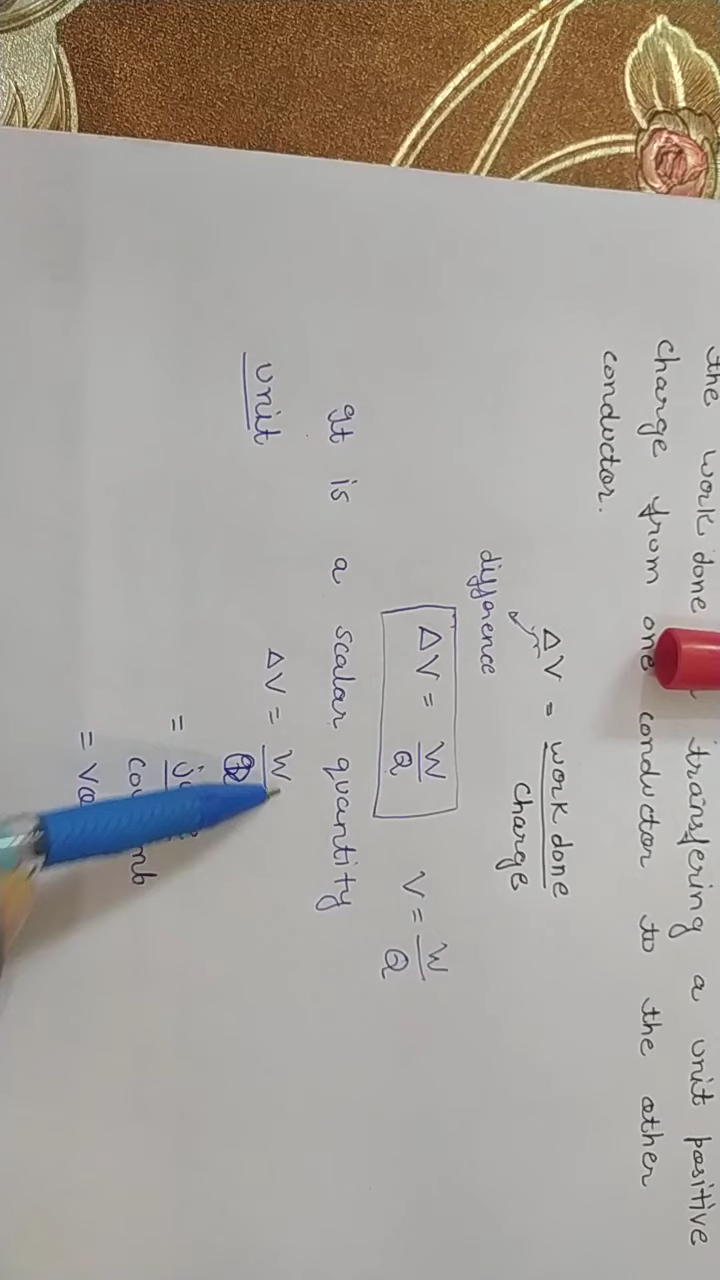 the work done transfering a unit positive
charge from one conductor to the other
conductor.
ΔV = work done
charge
difference
ΔV = W/Q V = W/Q
It is a scalar quantity
Unit
ΔV = W/Q
=
=